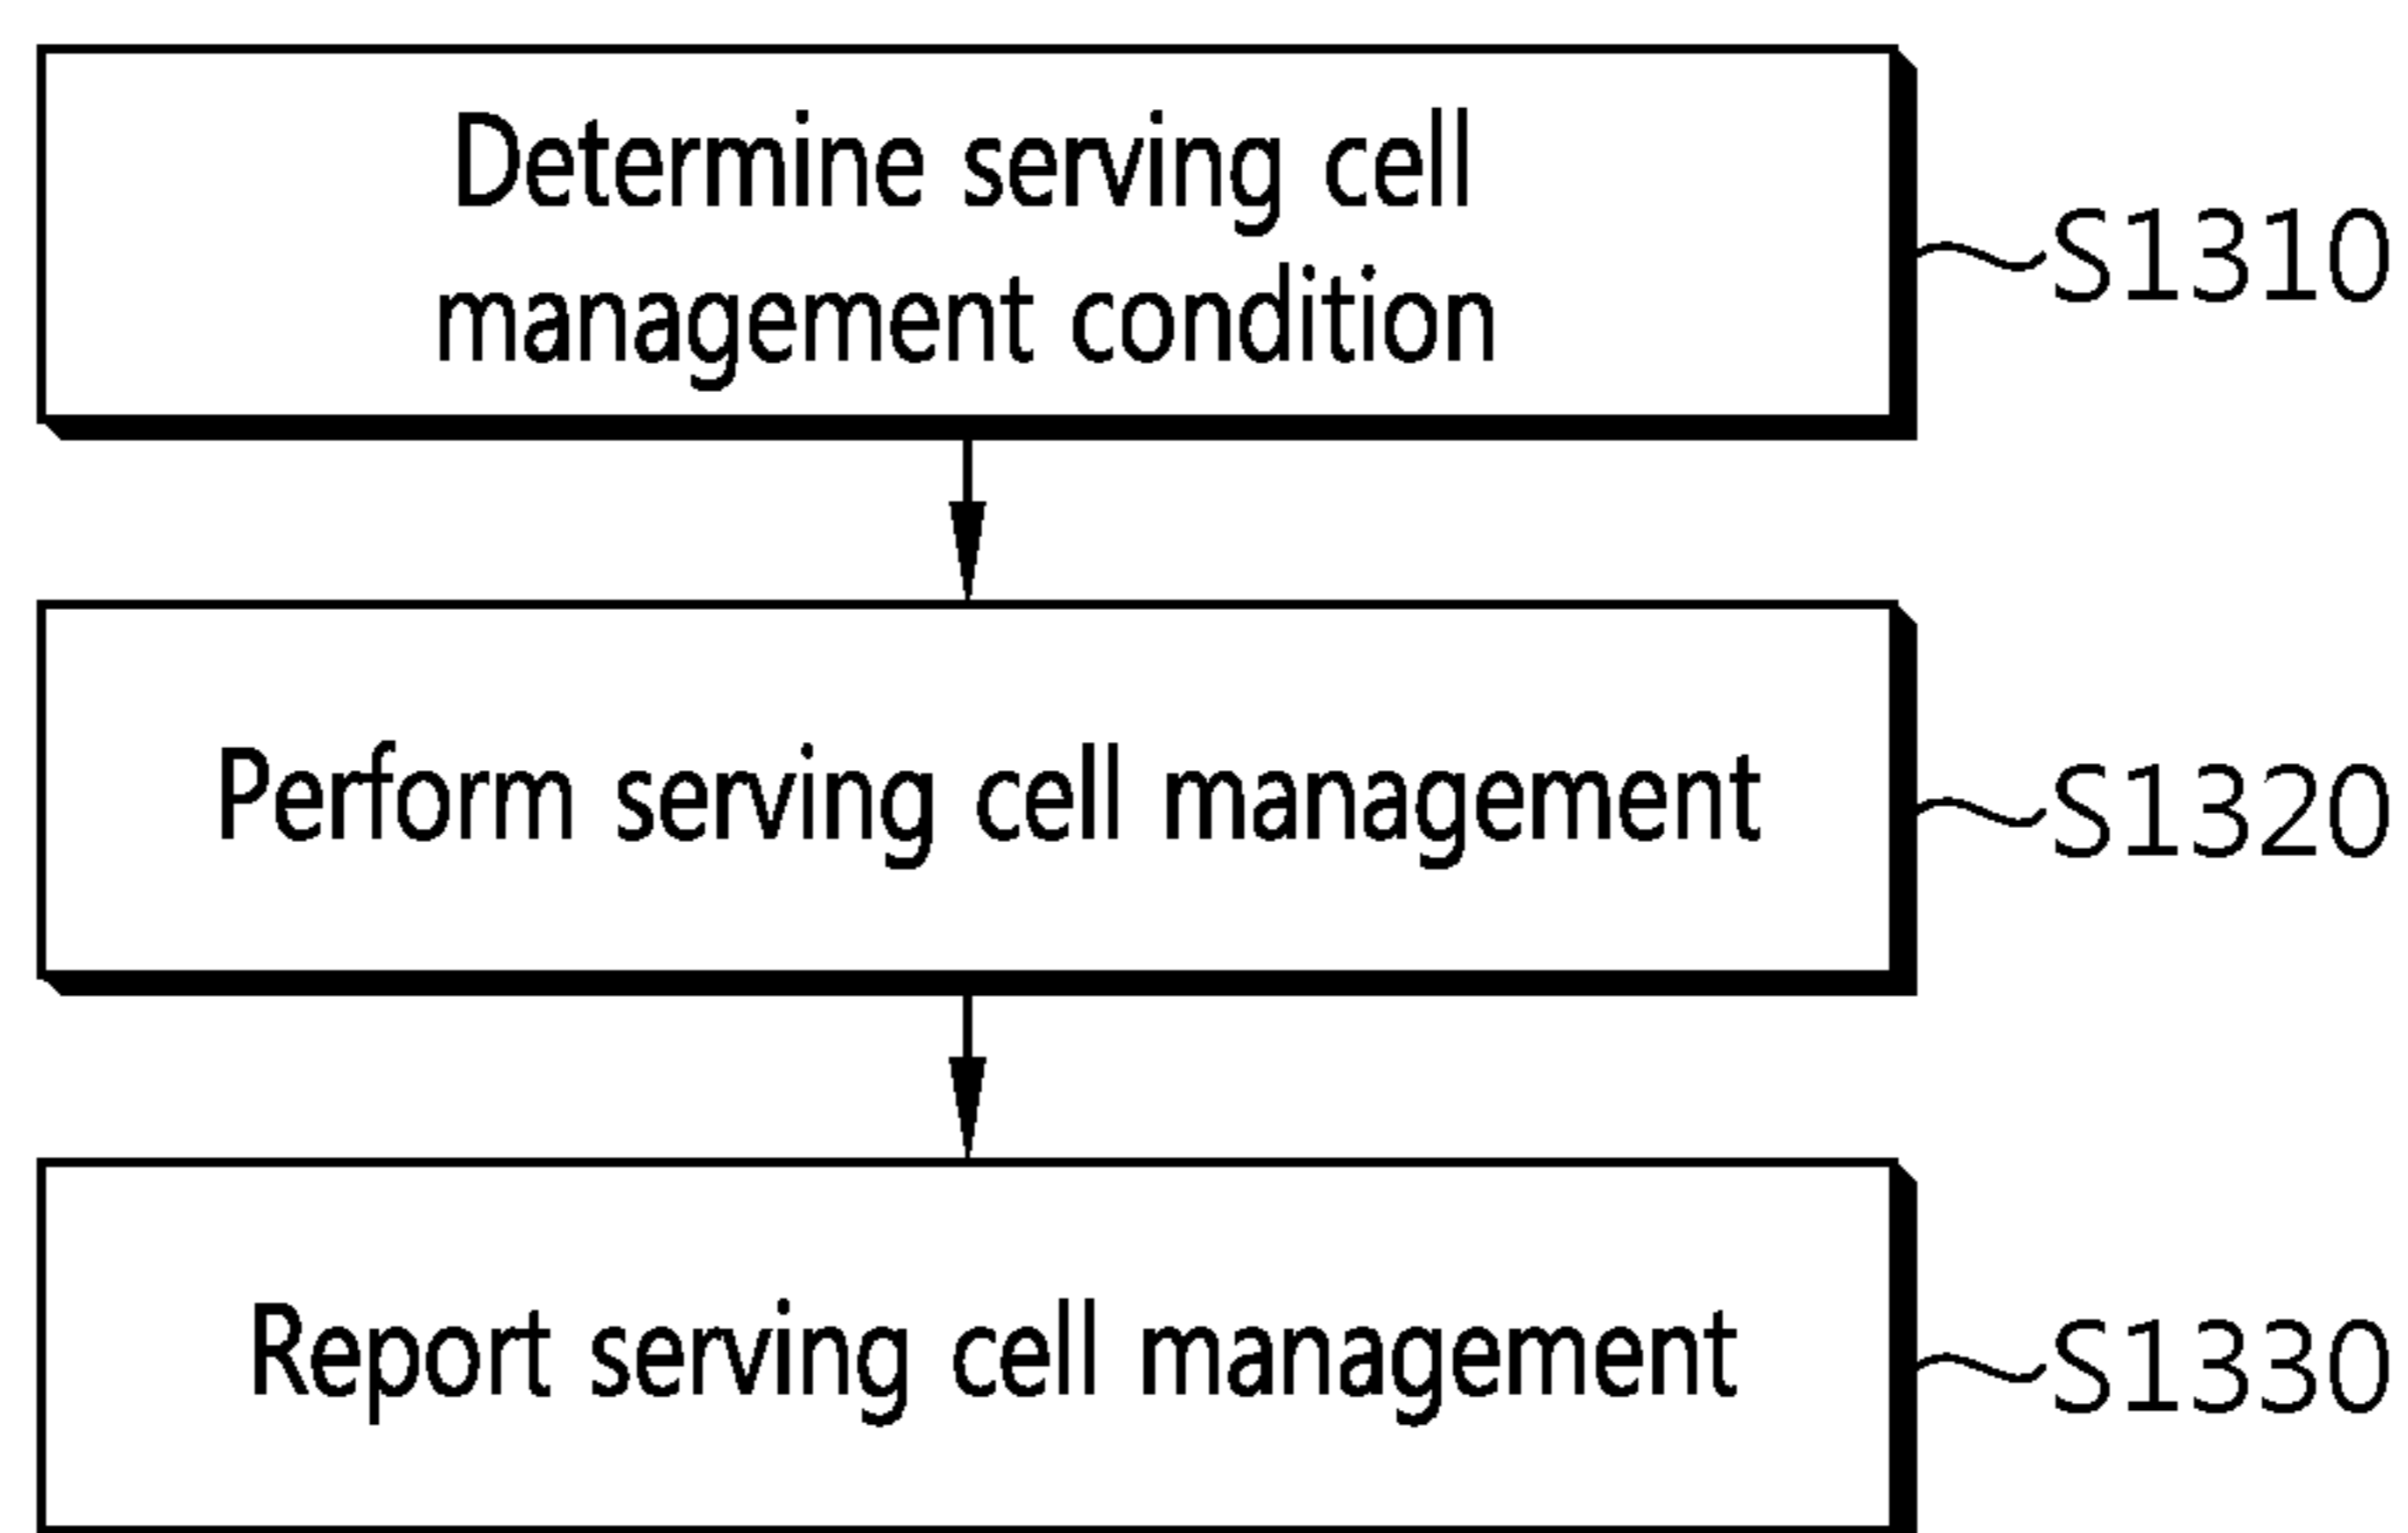 Determine serving cell
management condition
S1310
Perform serving cell management
S1320
Report serving cell management
S1330